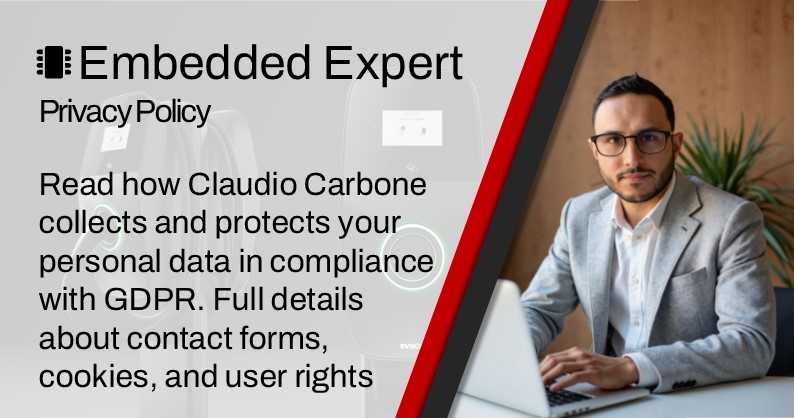 Embedded Expert
Privacy Policy
Read how Claudio Carbone
collects and protects your
personal data in compliance
with GDPR. Full details
about contact forms,
cookies, and user rights